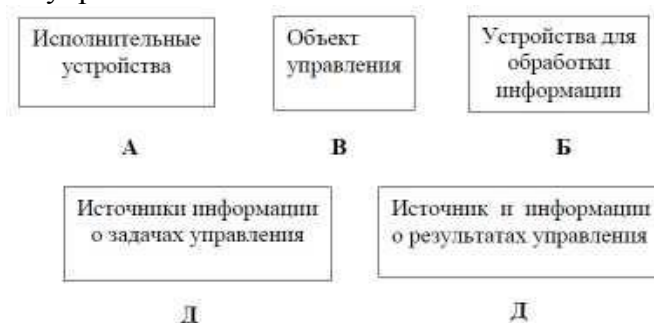 Исполнительные
устройства
Объект
управления
Устройства для
обработки
информации
А
В
Б
Источники информации
о задачах управления
Источник и информации
о результатах управления
Д
Д